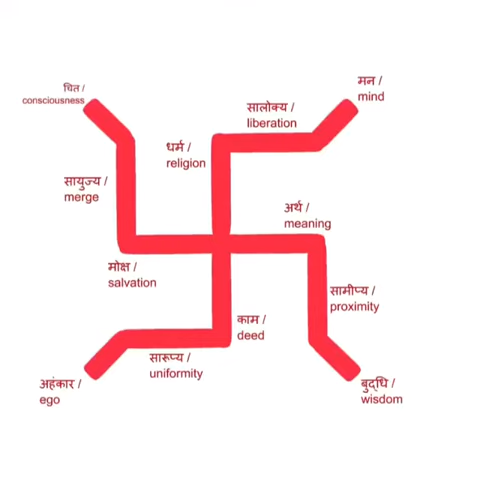 चित /
consciousness
मन /
mind
सालोक्य /
liberation
धर्म /
religion
सायुज्य /
merge
अर्थ /
meaning
मोक्ष /
salvation
सामीप्य /
proximity
काम /
deed
सारूप्य /
uniformity
अहंकार /
ego
बुद्धि /
wisdom